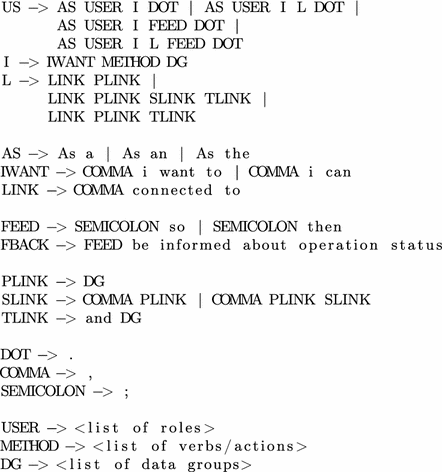 US −> AS USER I DOT | AS USER I L DOT |
AS USER I FEED DOT |
AS USER I L FEED DOT
I −> IWANT METHOD DG
L −> LINK PLINK |
LINK PLINK SLINK TLINK |
LINK PLINK TLINK
AS −> As a | As an | As the
IWANT −> COMMA i want to | COMMA i can
LINK −> COMMA connected to
FEED −> SEMICOLON so | SEMICOLON then
FBACK −> FEED be informed about operation status
PLINK −> DG
SLINK −> COMMA PLINK | COMMA PLINK SLINK
TLINK −> and DG
DOT −> .
COMMA −> ,
SEMICOLON −> ;
USER −> <list of roles>
METHOD −> <list of verbs/actions>
DG −> <list of data groups>